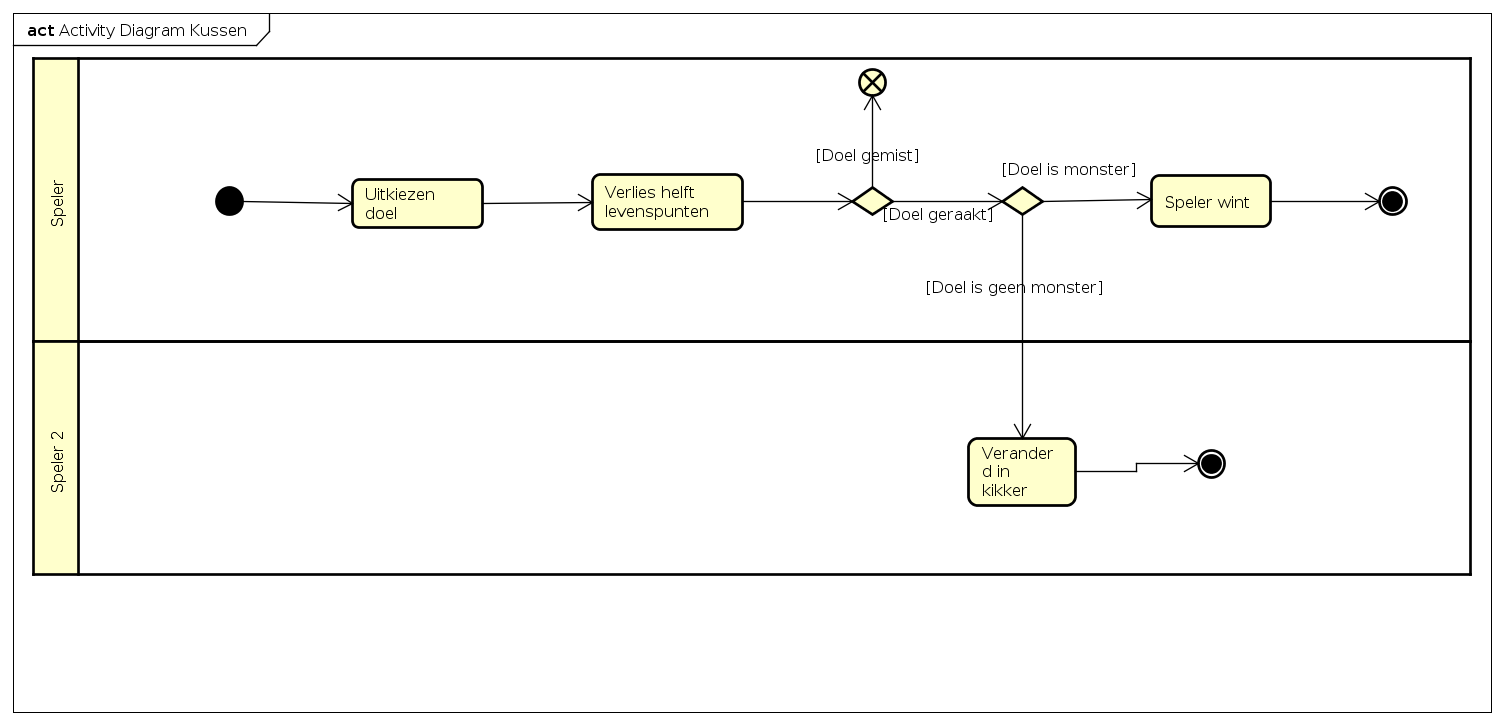 act Activity Diagram Kussen
Speler
[Doel gemist]
[Doel is monster]
Uitkiezen
doel
Verlies helft
levenspunten
[Doel geraakt]
Speler wint
[Doel is geen monster]
Speler 2
Verander
d in
kikker